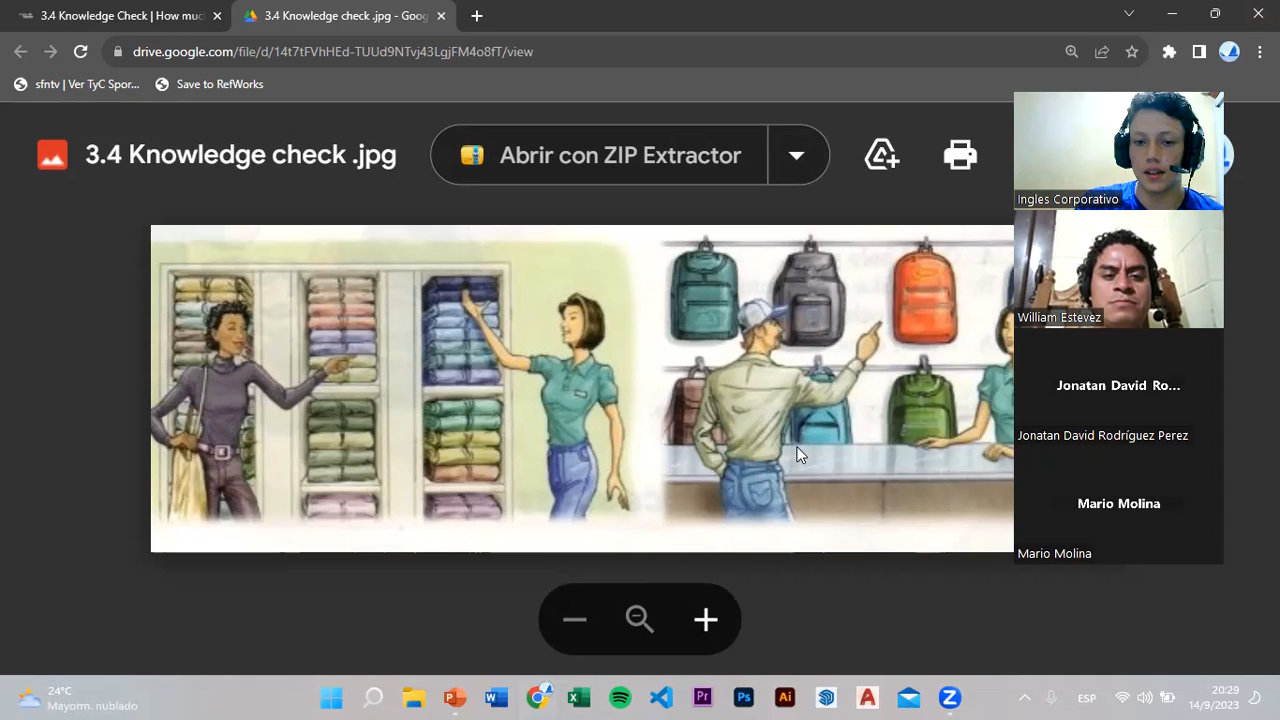 3.4 Knowledge Check | How muc
3.4 Knowledge check .jpg - Goog
drive.google.com/file/d/14t7tFVhHEd-TUUd9NTvj43LgjFM4o8fT/view
sfntv | Ver TyC Spor...
Save to RefWorks
3.4 Knowledge check .jpg
Abrir con ZIP Extractor
Ingles Corporativo
William Estevez
Jonatan David Ro...
Jonatan David Rodríguez Perez
Mario Molina
Mario Molina
24°C
Mayorm. nublado
ESP
20:29
14/9/2023